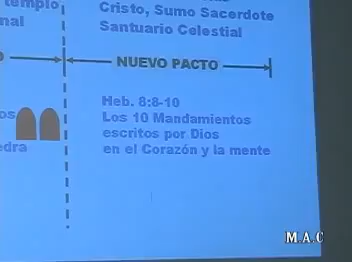 templo
nal
Cristo, Sumo Sacerdote
Santuario Celestial
NUEVO PACTO
Heb. 8:8-10
Los 10 Mandamientos
escritos por Dios
en el Corazón y la mente
os
edra
M.A.C